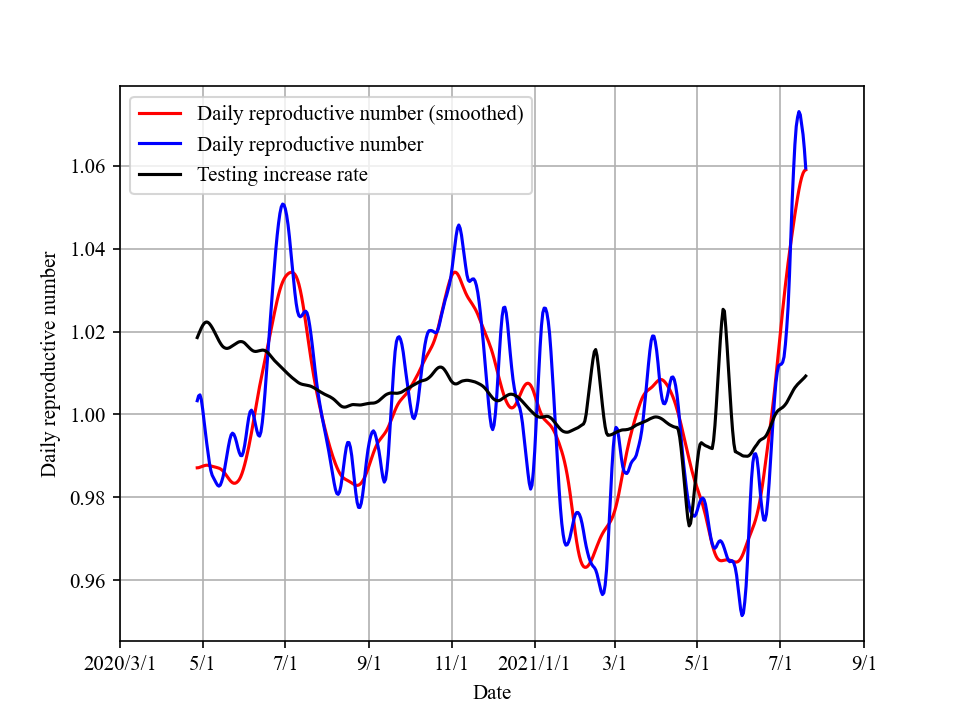 Daily reproductive number (smoothed)
Daily reproductive number
Testing increase rate
Daily reproductive number
1.06
1.04
1.02
1.00
0.98
0.96
2020/3/1 5/1 7/1 9/1 11/1 2021/1/1 3/1 5/1 7/1 9/1
Date